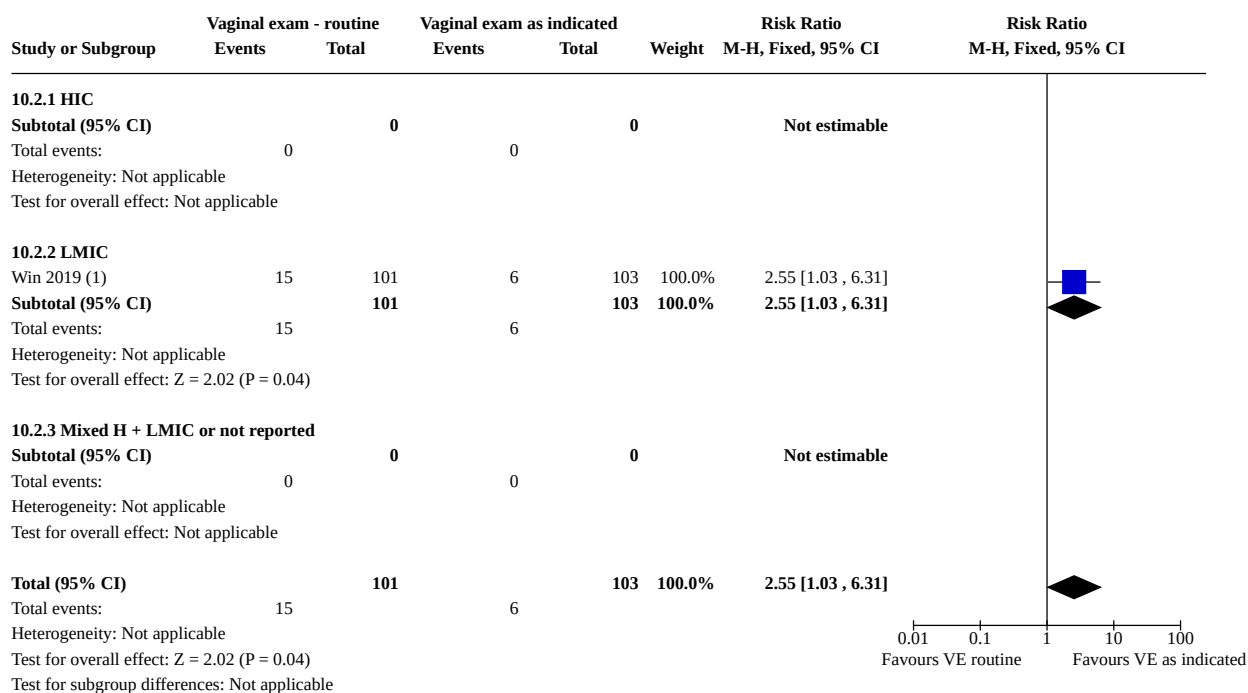 Vaginal exam - routine Vaginal exam as indicated Risk Ratio Risk Ratio
Study or Subgroup Events Total Events Total Weight M-H, Fixed, 95% CI M-H, Fixed, 95% CI
10.2.1 HIC
Subtotal (95% CI) 0 0 Not estimable
Total events: 0 0
Heterogeneity: Not applicable
Test for overall effect: Not applicable
10.2.2 LMIC
Win 2019 (1) 15 101 6 103 100.0% 2.55 [1.03 , 6.31]
Subtotal (95% CI) 101 103 100.0% 2.55 [1.03 , 6.31]
Total events: 15 6
Heterogeneity: Not applicable
Test for overall effect: Z = 2.02 (P = 0.04)
10.2.3 Mixed H + LMIC or not reported
Subtotal (95% CI) 0 0 Not estimable
Total events: 0 0
Heterogeneity: Not applicable
Test for overall effect: Not applicable
Total (95% CI) 101 103 100.0% 2.55 [1.03 , 6.31]
Total events: 15 6
Heterogeneity: Not applicable 0.01 0.1 1 10 100
Test for overall effect: Z = 2.02 (P = 0.04) Favours VE routine Favours VE as indicated
Test for subgroup differences: Not applicable